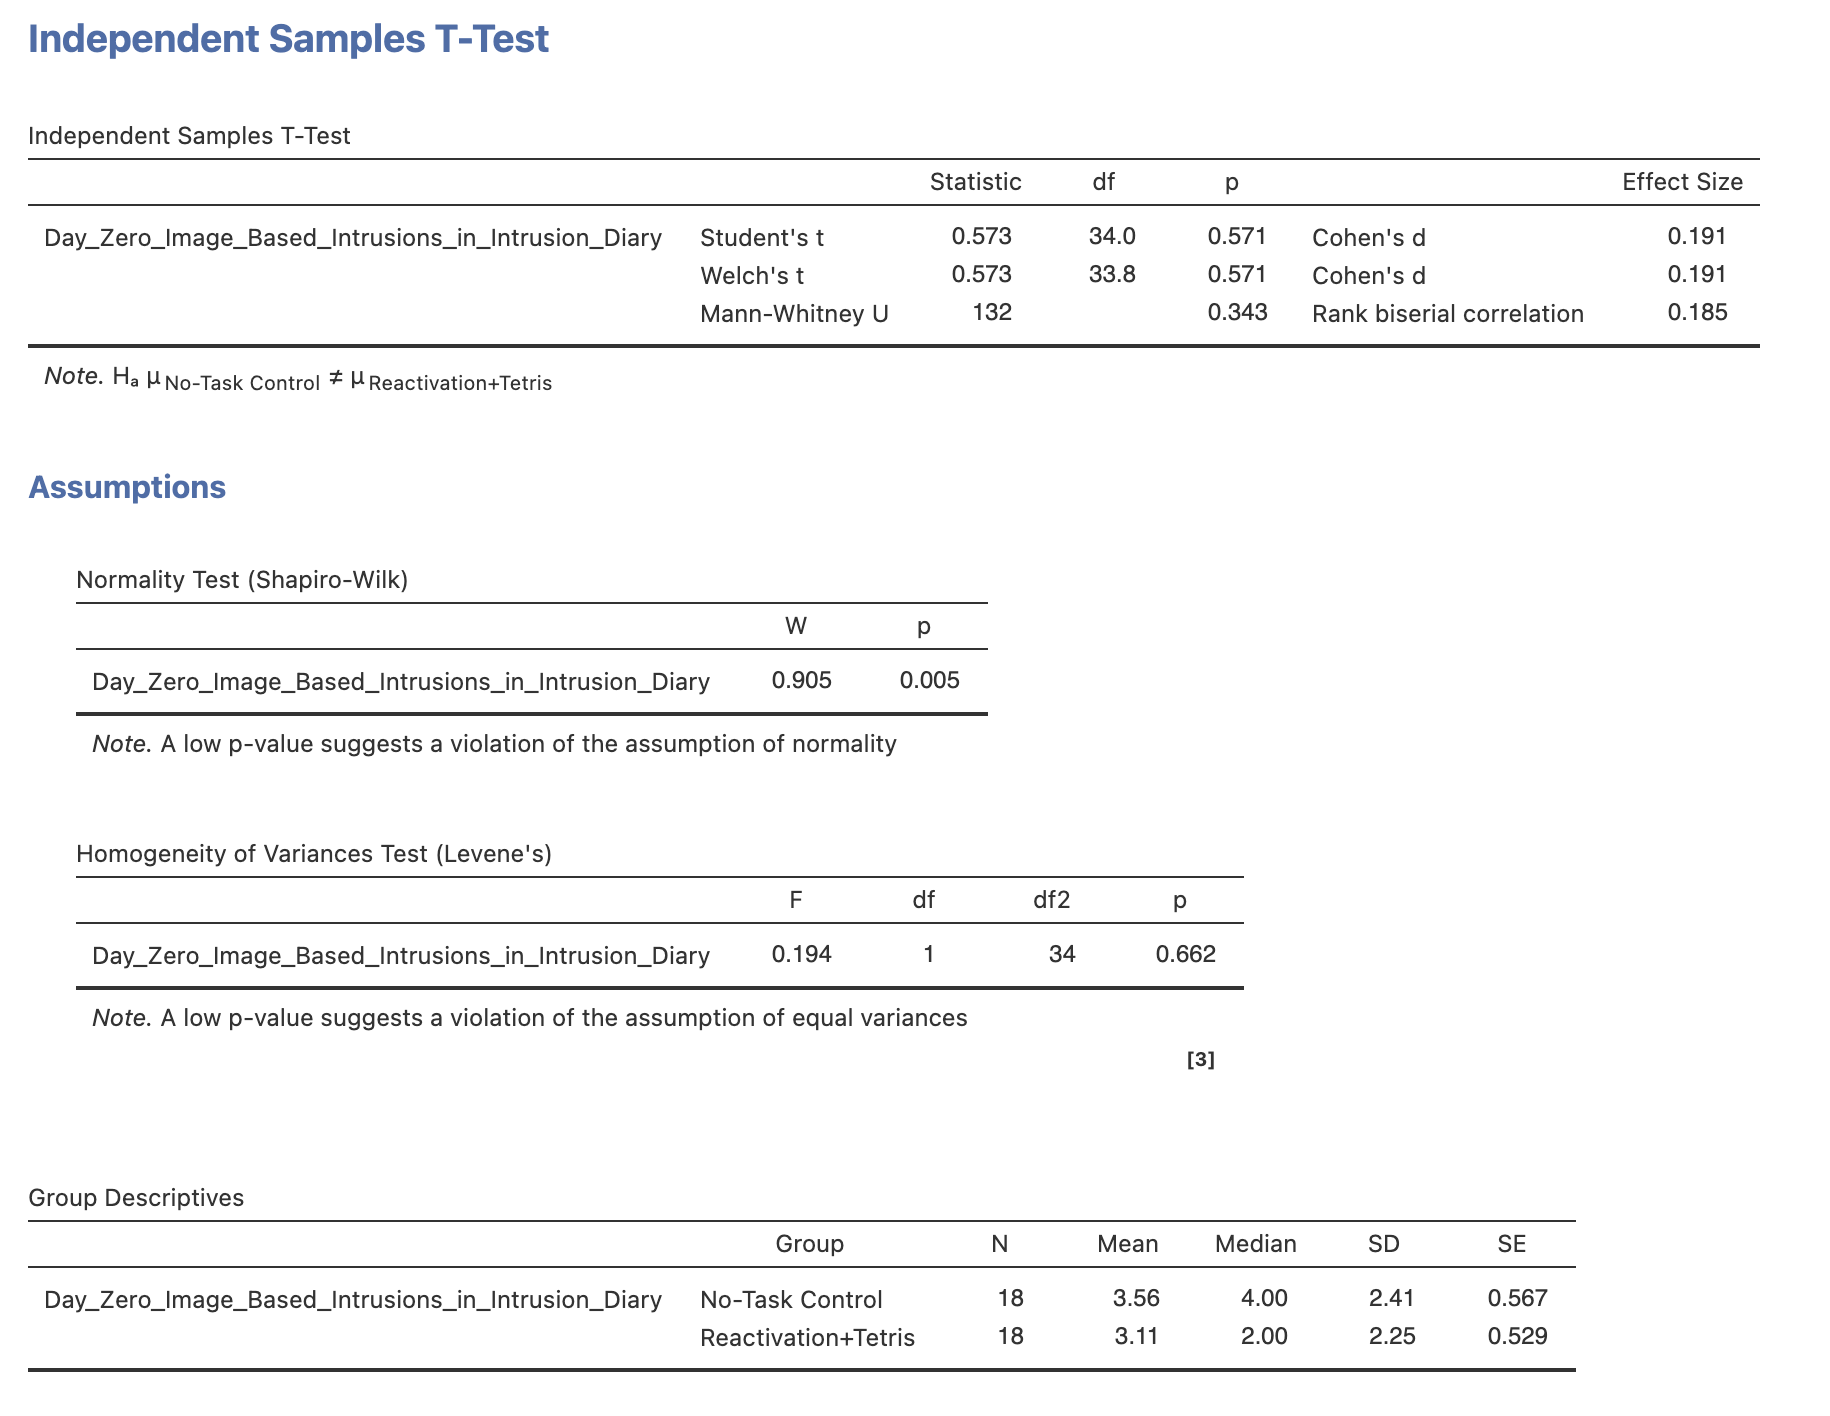 Independent Samples T-Test
Independent Samples T-Test
Statistic df p Effect Size
Day_Zero_Image_Based_Intrusions_in_Intrusion_Diary Student's t 0.573 34.0 0.571 Cohen's d 0.191
Welch's t 0.573 33.8 0.571 Cohen's d 0.191
Mann-Whitney U 132 0.343 Rank biserial correlation 0.185
Note. Hₐ μ No-Task Control ≠ μ Reactivation+Tetris
Assumptions
Normality Test (Shapiro-Wilk)
W p
Day_Zero_Image_Based_Intrusions_in_Intrusion_Diary 0.905 0.005
Note. A low p-value suggests a violation of the assumption of normality
Homogeneity of Variances Test (Levene's)
F df df2 p
Day_Zero_Image_Based_Intrusions_in_Intrusion_Diary 0.194 1 34 0.662
Note. A low p-value suggests a violation of the assumption of equal variances
[3]
Group Descriptives
Group N Mean Median SD SE
Day_Zero_Image_Based_Intrusions_in_Intrusion_Diary No-Task Control 18 3.56 4.00 2.41 0.567
Reactivation+Tetris 18 3.11 2.00 2.25 0.529